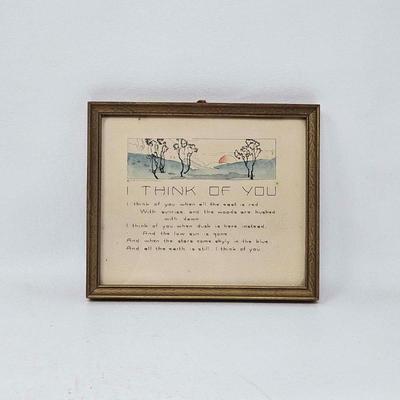 I THINK OF YOU
I think of you when all the east is red
With sunrise, and the woods are hushed
with dawn
I think of you when dusk is here instead,
And the low sun is gone
And when the stars come shyly in the blue
And all the earth is still, I think of you.